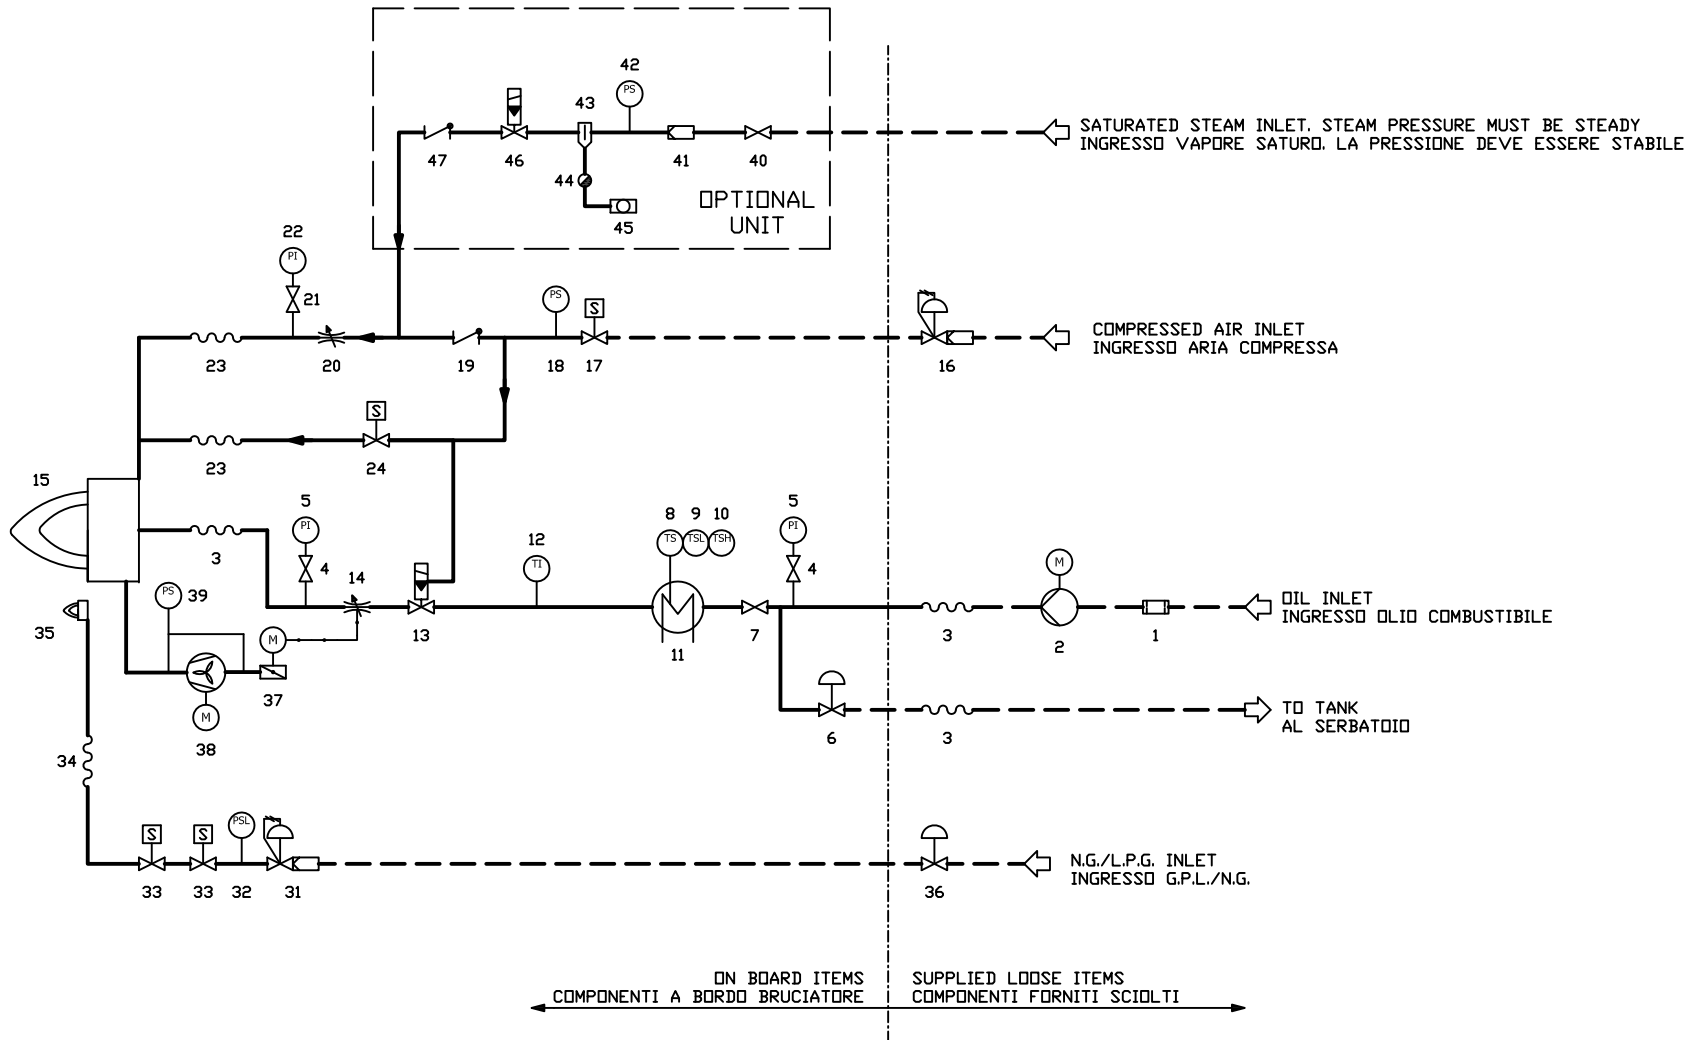 42
PS
43
SATURATED STEAM INLET. STEAM PRESSURE MUST BE STEADY
INGRESSO VAPORE SATURO. LA PRESSIONE DEVE ESSERE STABILE
47
46
41
40
44
45
OPTIONAL
UNIT
22
PI
21
PS
S
23
20
19
18
17
16
COMPRESSED AIR INLET
INGRESSO ARIA COMPRESSA
S
23
24
15
5
PI
4
3
14
13
12
TI
8
9
10
TS
TSL
TSH
11
5
PI
4
7
M
3
2
1
OIL INLET
INGRESSO OLIO COMBUSTIBILE
PS
39
35
M
37
M
38
6
3
TO TANK
AL SERBATOIO
34
S
S
PSL
33
33
32
31
36
N.G./L.P.G. INLET
INGRESSO G.P.L./N.G.
ON BOARD ITEMS
COMPONENTI A BORDO BRUCIATORE
SUPPLIED LOOSE ITEMS
COMPONENTI FORNITI SCIOLTI